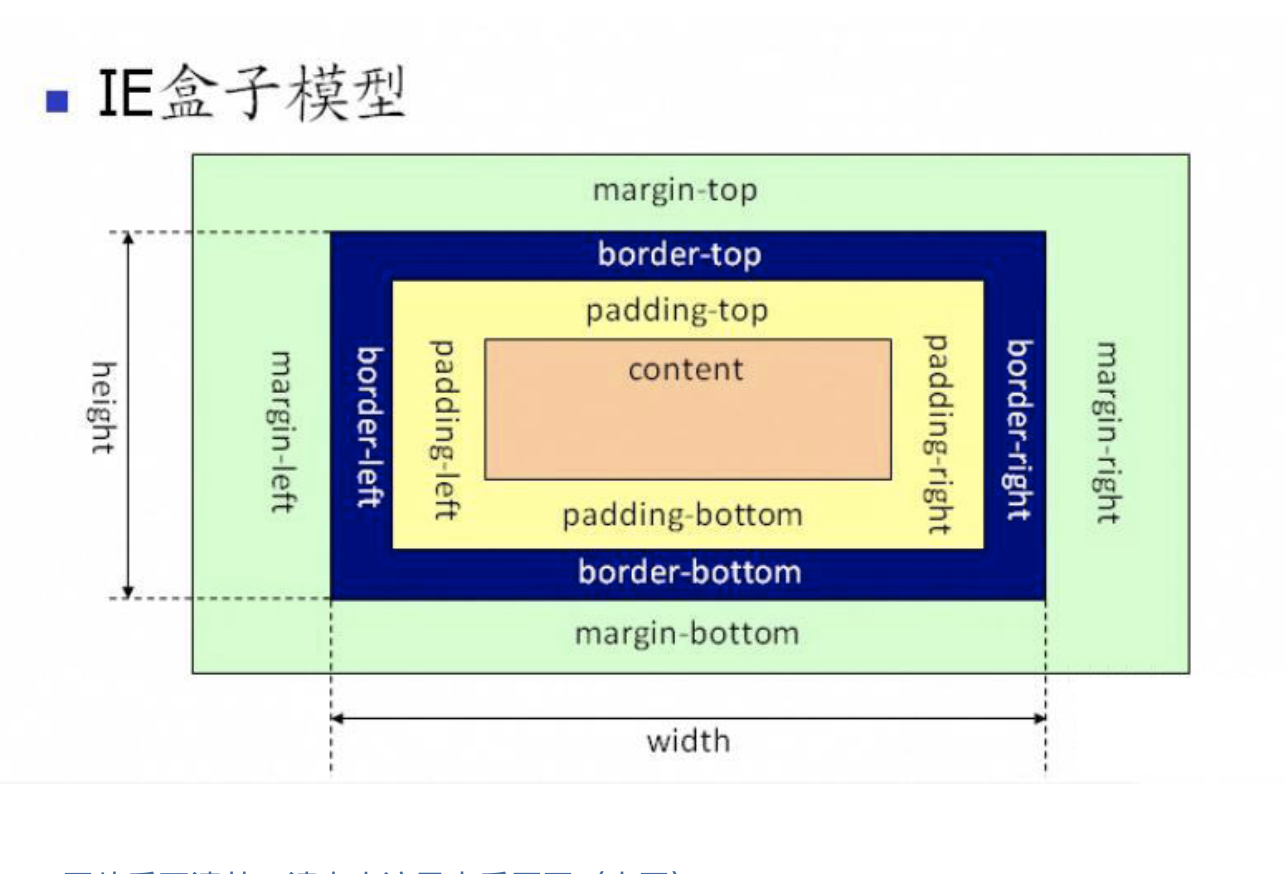 IE盒子模型
margin-top
border-top
padding-top
height
margin-left
border-left
padding-left
content
padding-right
border-right
margin-right
padding-bottom
border-bottom
margin-bottom
width